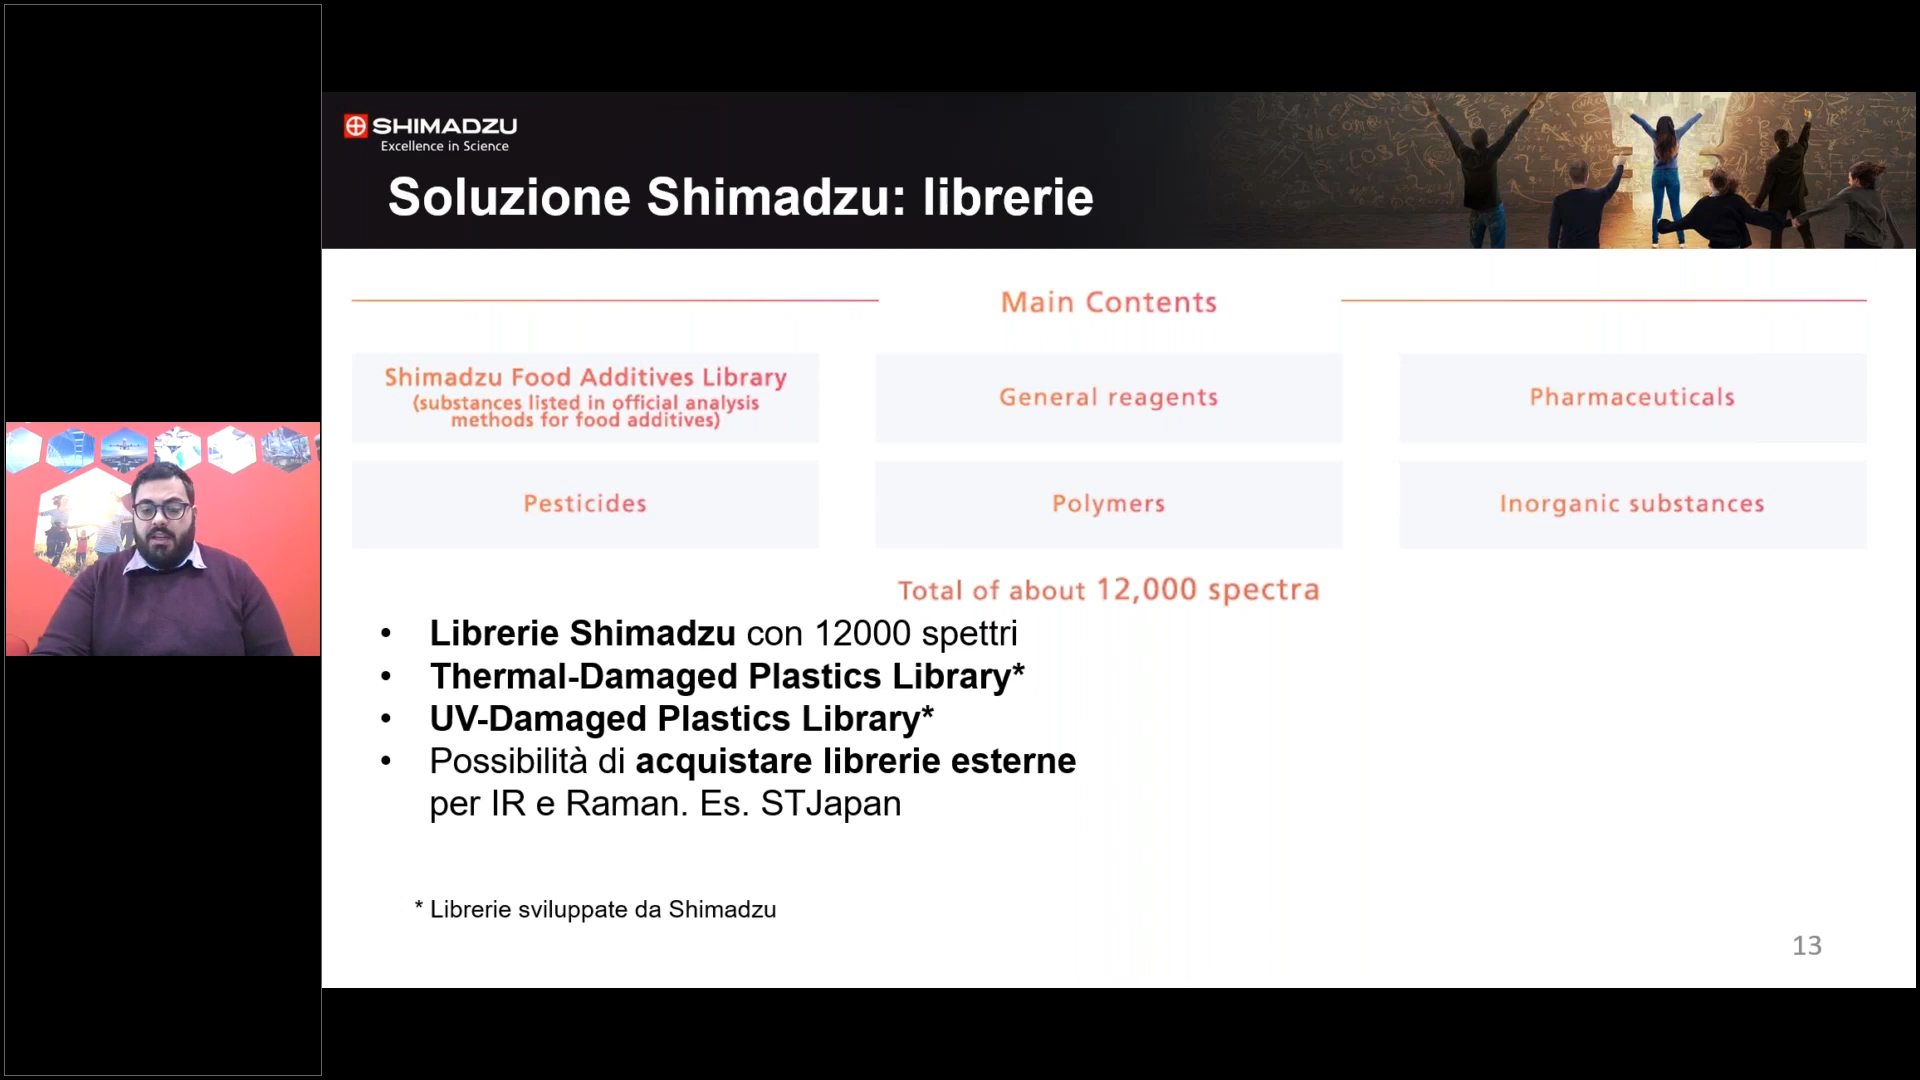 SHIMADZU
Excellence in Science
Soluzione Shimadzu: librerie
Main Contents
Shimadzu Food Additives Library
(substances listed in official analysis
methods for food additives)
General reagents
Pharmaceuticals
Pesticides
Polymers
Inorganic substances
Total of about 12,000 spectra
• Librerie Shimadzu con 12000 spettri
• Thermal-Damaged Plastics Library*
• UV-Damaged Plastics Library*
• Possibilità di acquistare librerie esterne
per IR e Raman. Es. STJapan
* Librerie sviluppate da Shimadzu
13